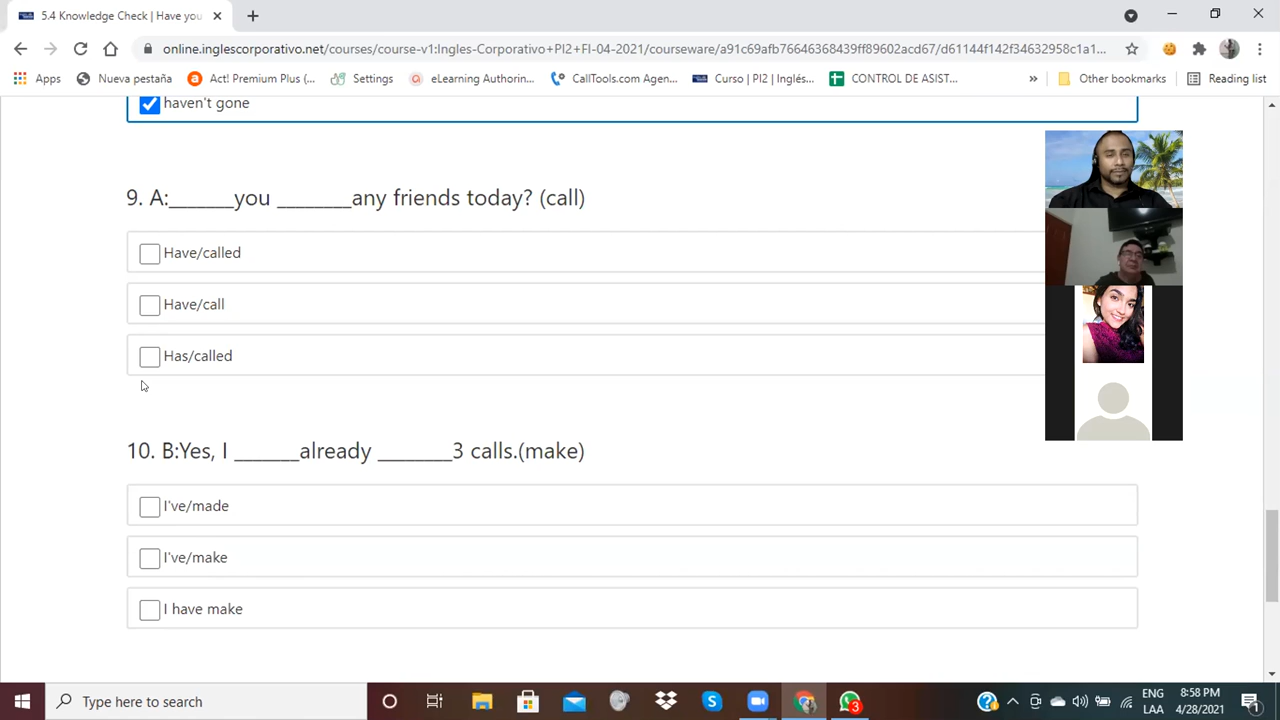 5.4 Knowledge Check | Have you
online.inglescorporativo.net/courses/course-v1:Ingles-Corporativo+PI2+FI-04-2021/courseware/a91c69afb76646368439ff89602acd67/d61144f142f34632958c1a1...
Apps Nueva pestaña Act! Premium Plus (... Settings eLearning Authorin... CallTools.com Agen... Curso | PI2 | Inglés... CONTROL DE ASIST... » Other bookmarks Reading list
haven't gone
9. A:_______you ________any friends today? (call)
Have/called
Have/call
Has/called
10. B:Yes, I _______already ________3 calls.(make)
I've/made
I've/make
I have make
Type here to search
3
ENG 8:58 PM
LAA 4/28/2021
1